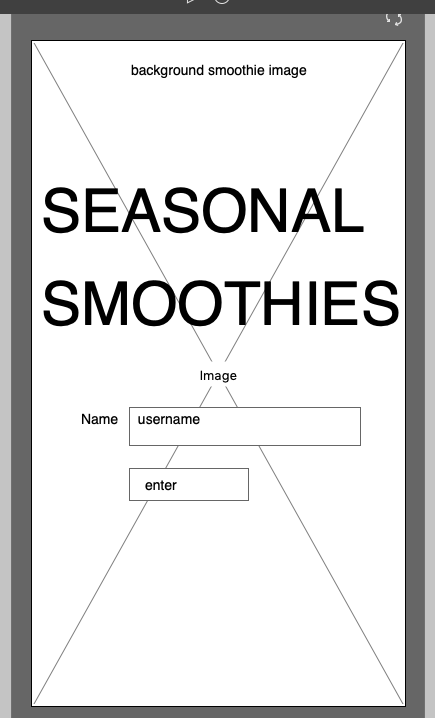 background smoothie image
SEASONAL
SMOOTHIES
Image
Name username
enter